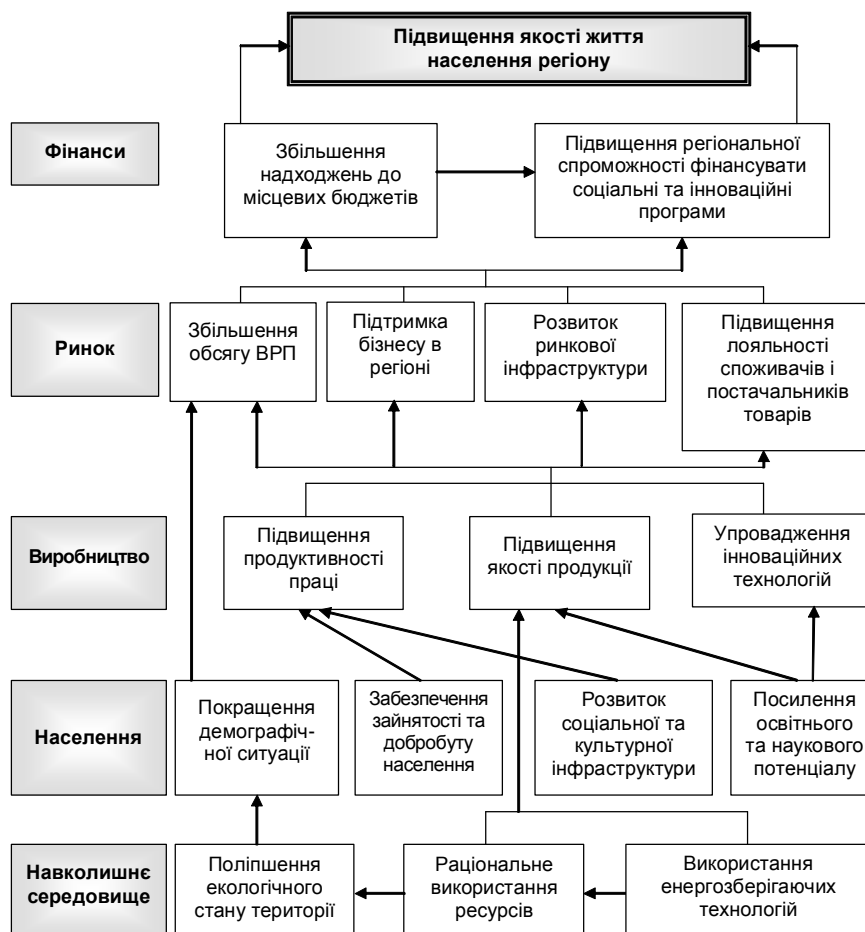 Підвищення якості життя
населення регіону
Фінанси
Збільшення
надходжень до
місцевих бюджетів
Підвищення регіональної
спроможності фінансувати
соціальні та інноваційні
програми
Ринок
Збільшення
обсягу ВРП
Підтримка
бізнесу в
регіоні
Розвиток
ринкової
інфраструктури
Підвищення
лояльності
споживачів і
постачальників
товарів
Виробництво
Підвищення
продуктивності
праці
Підвищення
якості продукції
Упровадження
інноваційних
технологій
Населення
Покращення
демографіч-
ної ситуації
Забезпечення
зайнятості та
добробуту
населення
Розвиток
соціальної та
культурної
інфраструктури
Посилення
освітнього
та наукового
потенціалу
Навколишнє
середовище
Поліпшення
екологічного
стану території
Раціональне
використання
ресурсів
Використання
енергозберігаючих
технологій